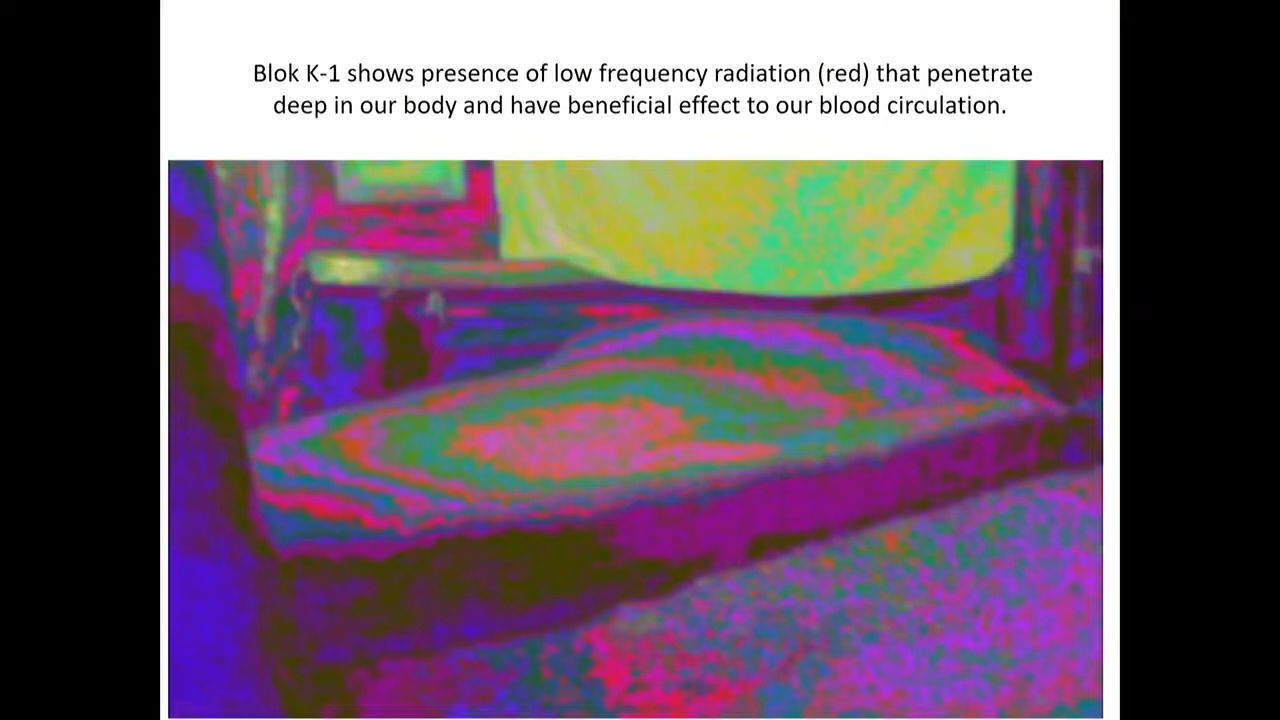 Blok K-1 shows presence of low frequency radiation (red) that penetrate
deep in our body and have beneficial effect to our blood circulation.